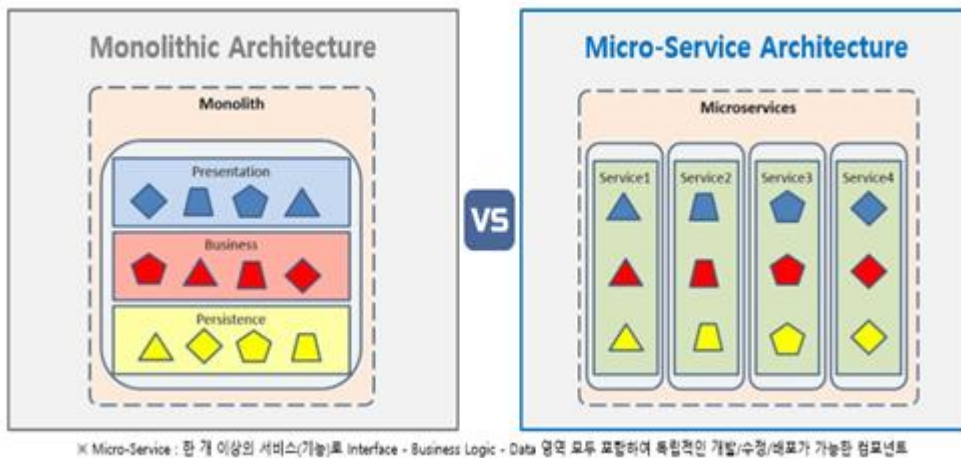 Monolithic Architecture
Monolith
Presentation
Business
Persistence
VS
Micro-Service Architecture
Microservices
Service1 Service2 Service3 Service4
※ Micro-Service : 한 개 이상의 서비스(기능)로 Interface - Business Logic - Data 영역 모두 포함하여 독립적인 개발/수정/배포가 가능한 컴포넌트